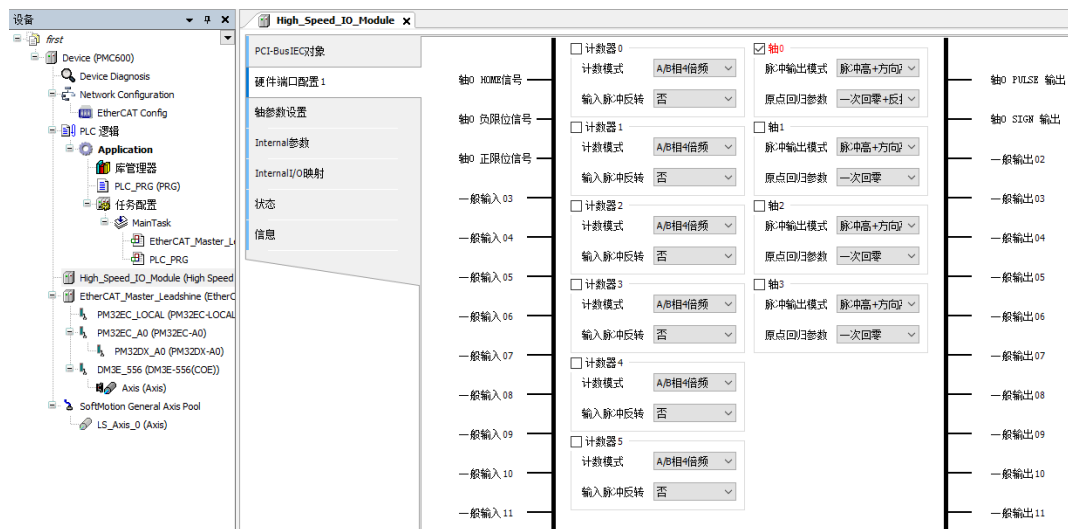 设备
first
Device (PMC600)
Device Diagnosis
Network Configuration
EtherCAT Config
PLC 逻辑
Application
库管理器
PLC_PRG (PRG)
任务配置
MainTask
EtherCAT_Master_L
PLC_PRG
High_Speed_IO_Module (High Speed
EtherCAT_Master_Leadshine (EtherC
PM32EC_LOCAL (PM32EC-LOCAL
PM32EC_A0 (PM32EC-A0)
PM32DX_A0 (PM32DX-A0)
DM3E_556 (DM3E-556(COE))
Axis (Axis)
SoftMotion General Axis Pool
LS_Axis_0 (Axis)
High_Speed_IO_Module
PCI-BusIEC对象
硬件端口配置1
轴参数设置
Internal参数
InternalI/O映射
状态
信息
轴0 HOME信号
轴0 负限位信号
轴0 正限位信号
一般输入03
一般输入04
一般输入05
一般输入06
一般输入07
一般输入08
一般输入09
一般输入10
一般输入11
计数器0
计数模式 A/B相4倍频
输入脉冲反转 否
计数器1
计数模式 A/B相4倍频
输入脉冲反转 否
计数器2
计数模式 A/B相4倍频
输入脉冲反转 否
计数器3
计数模式 A/B相4倍频
输入脉冲反转 否
计数器4
计数模式 A/B相4倍频
输入脉冲反转 否
计数器5
计数模式 A/B相4倍频
输入脉冲反转 否
轴0
脉冲输出模式 脉冲高+方向
原点回归参数 一次回零+反
轴1
脉冲输出模式 脉冲高+方向
原点回归参数 一次回零
轴2
脉冲输出模式 脉冲高+方向
原点回归参数 一次回零
轴3
脉冲输出模式 脉冲高+方向
原点回归参数 一次回零
轴0 PULSE 输出
轴0 SIGN 输出
一般输出02
一般输出03
一般输出04
一般输出05
一般输出06
一般输出07
一般输出08
一般输出09
一般输出10
一般输出11